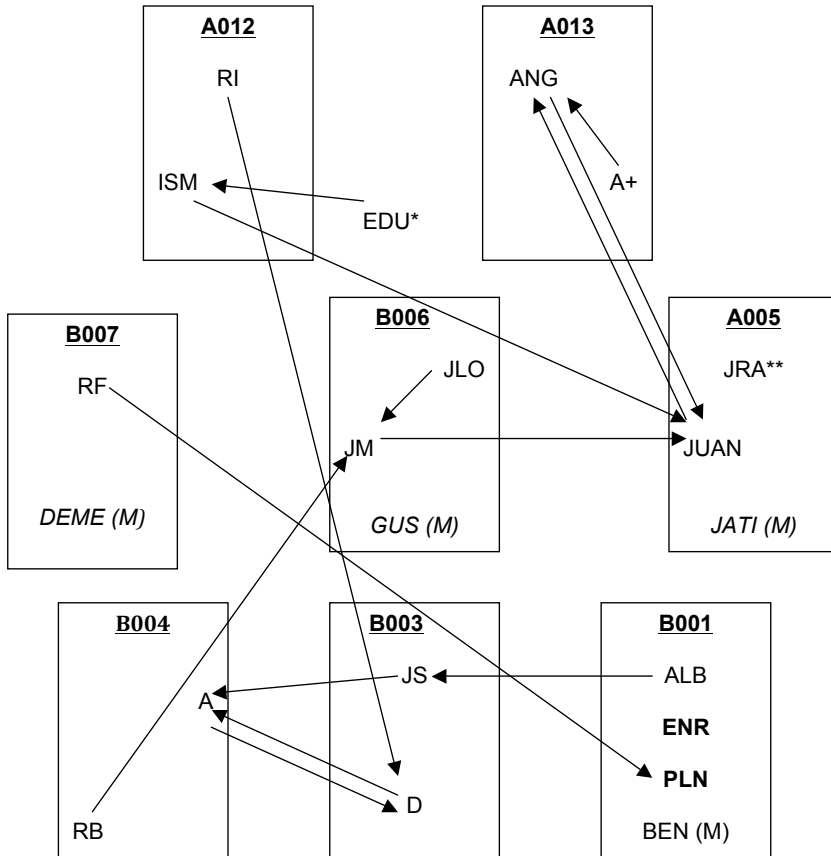 A012
RI
ISM
EDU*
A013
ANG
A+
B007
RF
DEME (M)
B006
JLO
JM
GUS (M)
A005
JRA**
JUAN
JATI (M)
B004
A
RB
B003
JS
D
B001
ALB
ENR
PLN
BEN (M)